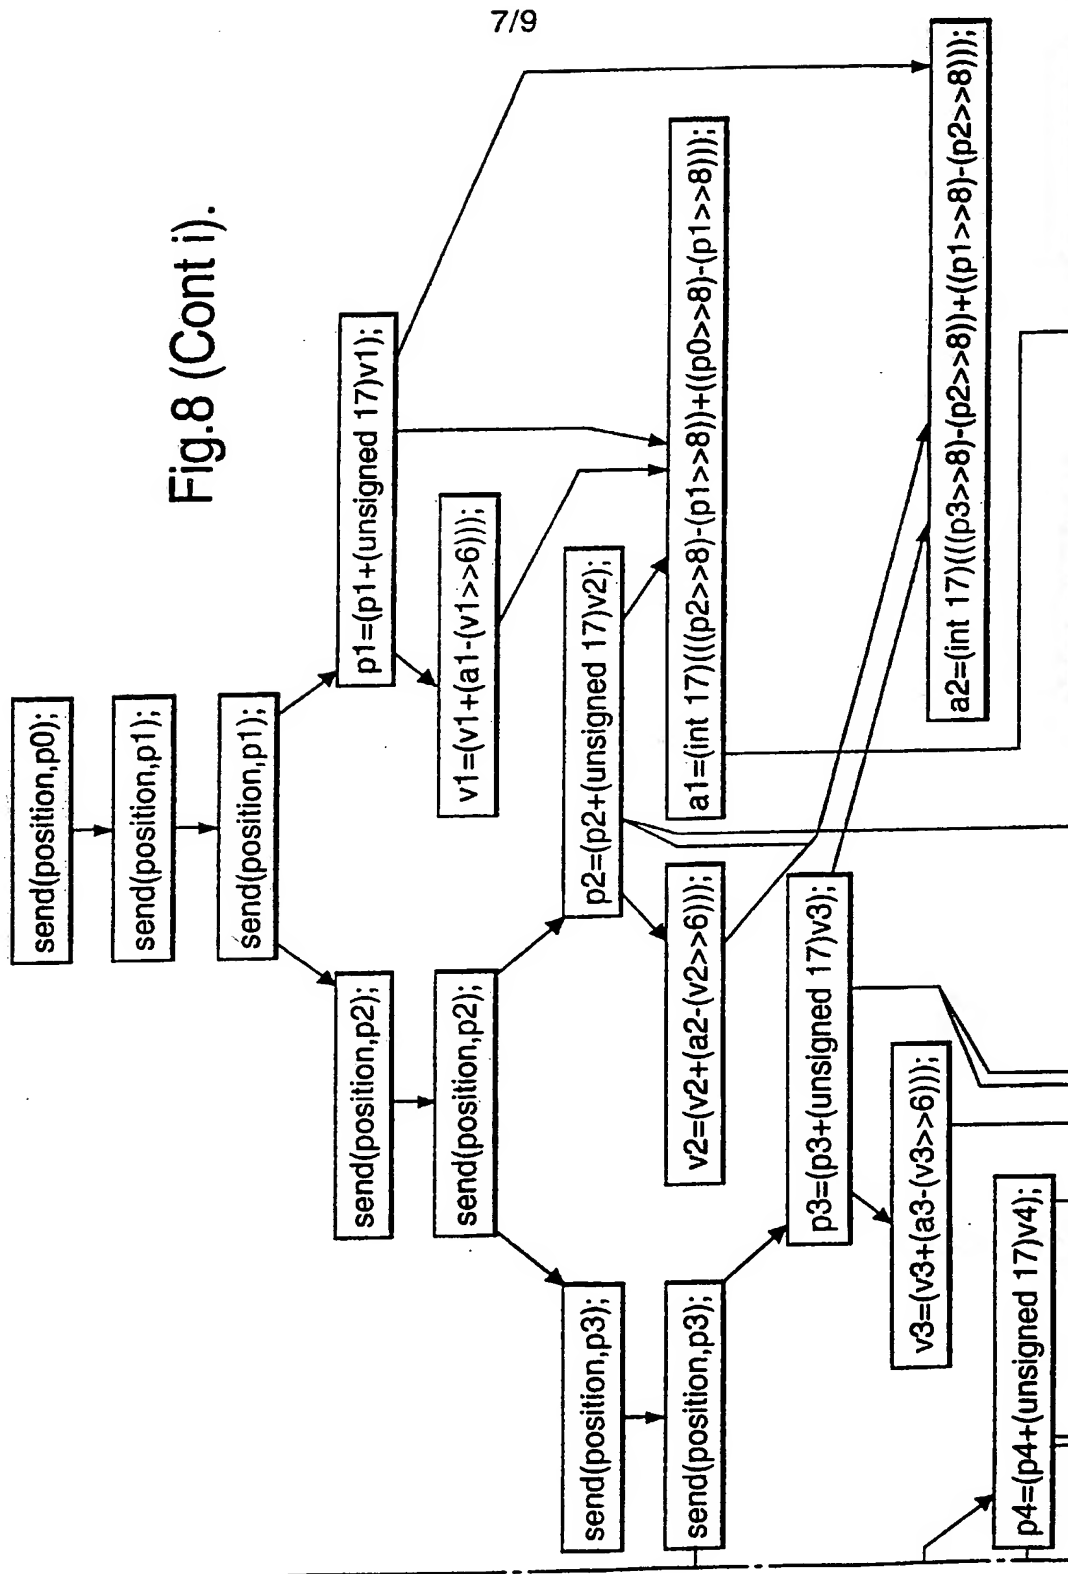 7/9
Fig.8 (Cont i).
send(position,p0);
send(position,p1);
send(position,p1);
p1=(p1+(unsigned 17)v1);
v1=(v1+(a1-(v1>>6)));
send(position,p2);
send(position,p2);
p2=(p2+(unsigned 17)v2);
a1=(int 17)(((p2>>8)-(p1>>8))+((p0>>8)-(p1>>8)));
v2=(v2+(a2-(v2>>6)));
send(position,p3);
send(position,p3);
p3=(p3+(unsigned 17)v3);
a2=(int 17)(((p3>>8)-(p2>>8))+((p1>>8)-(p2>>8)));
v3=(v3+(a3-(v3>>6)));
p4=(p4+(unsigned 17)v4);